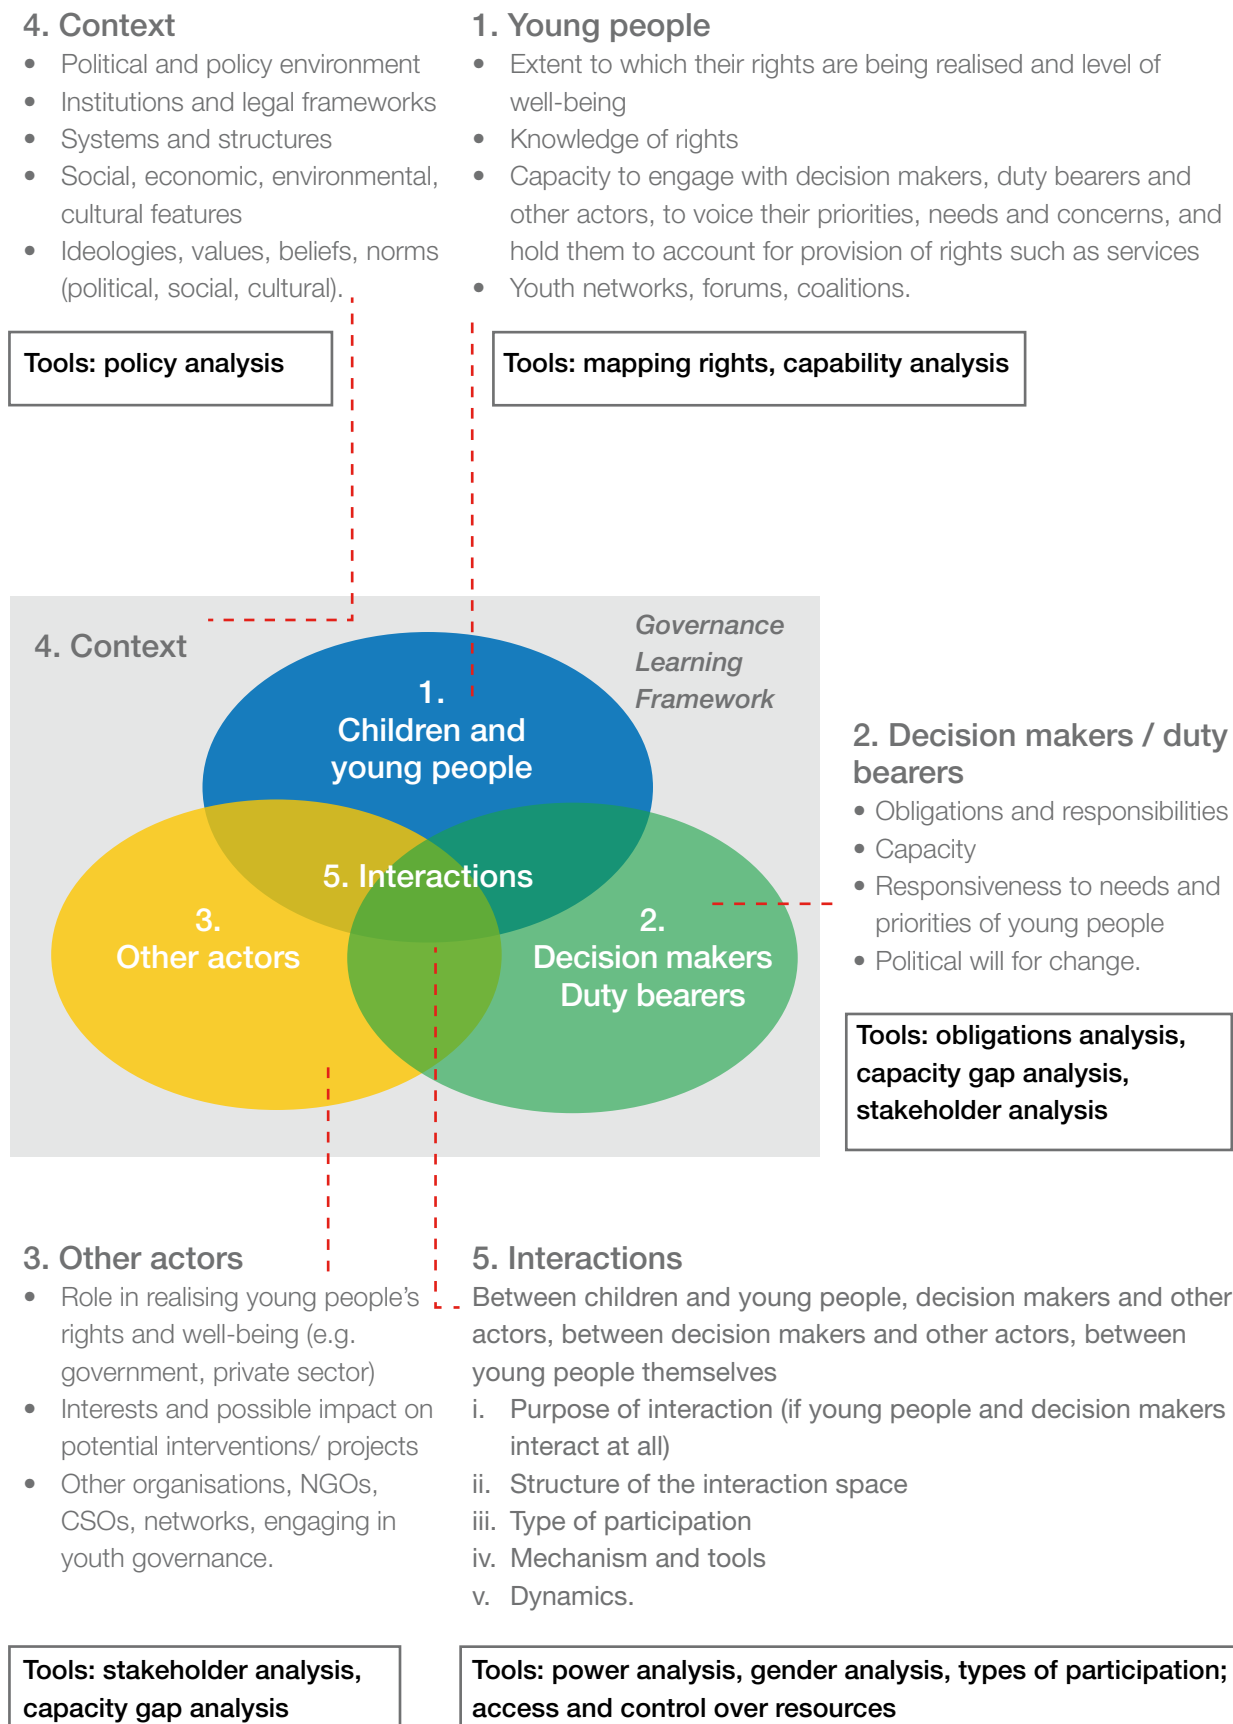 4. Context
• Political and policy environment
• Institutions and legal frameworks
• Systems and structures
• Social, economic, environmental,
cultural features
• Ideologies, values, beliefs, norms
(political, social, cultural).
Tools: policy analysis
1. Young people
• Extent to which their rights are being realised and level of
well-being
• Knowledge of rights
• Capacity to engage with decision makers, duty bearers and
other actors, to voice their priorities, needs and concerns, and
hold them to account for provision of rights such as services
• Youth networks, forums, coalitions.
Tools: mapping rights, capability analysis
4. Context
Governance
Learning
Framework
1.
Children and
young people
5. Interactions
3.
Other actors
2.
Decision makers
Duty bearers
2. Decision makers / duty
bearers
• Obligations and responsibilities
• Capacity
• Responsiveness to needs and
priorities of young people
• Political will for change.
Tools: obligations analysis,
capacity gap analysis,
stakeholder analysis
3. Other actors
• Role in realising young people’s
rights and well-being (e.g.
government, private sector)
• Interests and possible impact on
potential interventions/ projects
• Other organisations, NGOs,
CSOs, networks, engaging in
youth governance.
Tools: stakeholder analysis,
capacity gap analysis
5. Interactions
Between children and young people, decision makers and other
actors, between decision makers and other actors, between
young people themselves
i. Purpose of interaction (if young people and decision makers
interact at all)
ii. Structure of the interaction space
iii. Type of participation
iv. Mechanism and tools
v. Dynamics.
Tools: power analysis, gender analysis, types of participation;
access and control over resources